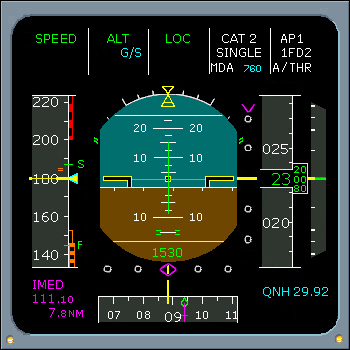 SPEED ALT LOC CAT 2 AP1
G/S SINGLE 1FD2
MDA 760 A/THR
220
200
S
180
160
F
140
20 20
10 10
10 10
1530
025
20
23 00
80
020
IMED
111.10
7.8NM
QNH 29.92
07 08 09 10 11